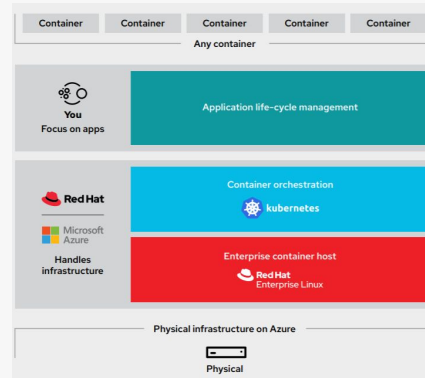 Container Container Container Container Container
Any container
You
Focus on apps
Application life-cycle management
Red Hat
Microsoft
Azure
Handles
infrastructure
Container orchestration
kubernetes
Enterprise container host
Red Hat
Enterprise Linux
Physical infrastructure on Azure
Physical